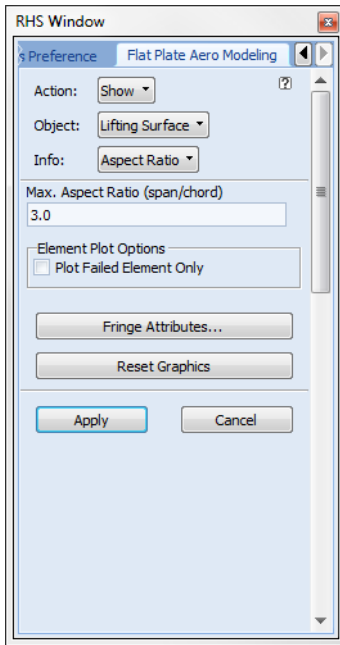 RHS Window
s Preference Flat Plate Aero Modeling
Action: Show
?
Object: Lifting Surface
Info: Aspect Ratio
Max. Aspect Ratio (span/chord)
3.0
Element Plot Options
Plot Failed Element Only
Fringe Attributes...
Reset Graphics
Apply Cancel